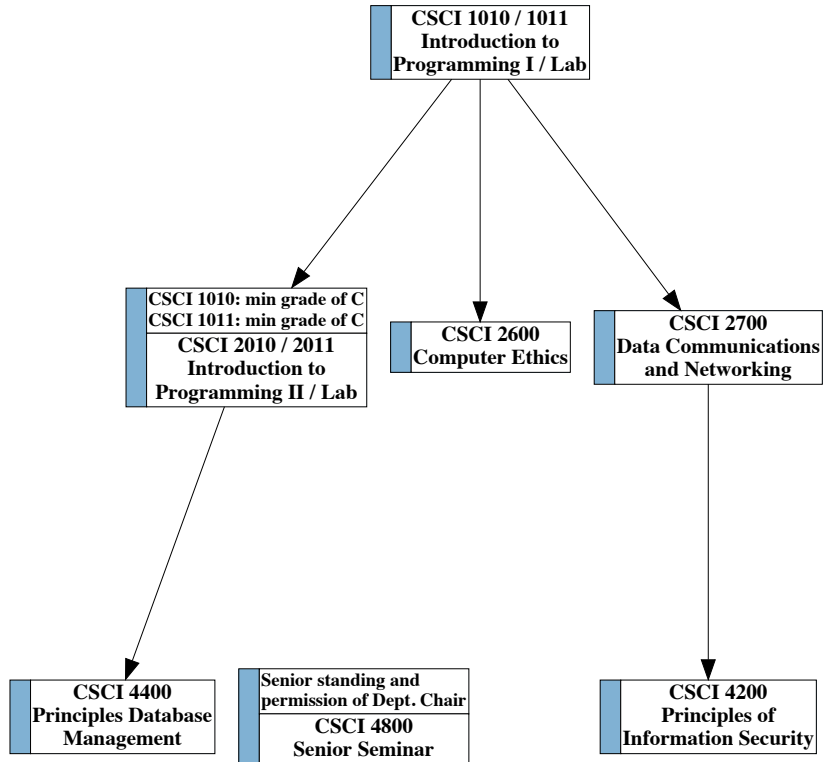 CSCI 1010 / 1011
Introduction to
Programming I / Lab
CSCI 1010: min grade of C
CSCI 1011: min grade of C
CSCI 2010 / 2011
Introduction to
Programming II / Lab
CSCI 2600
Computer Ethics
CSCI 2700
Data Communications
and Networking
CSCI 4400
Principles Database
Management
Senior standing and
permission of Dept. Chair
CSCI 4800
Senior Seminar
CSCI 4200
Principles of
Information Security